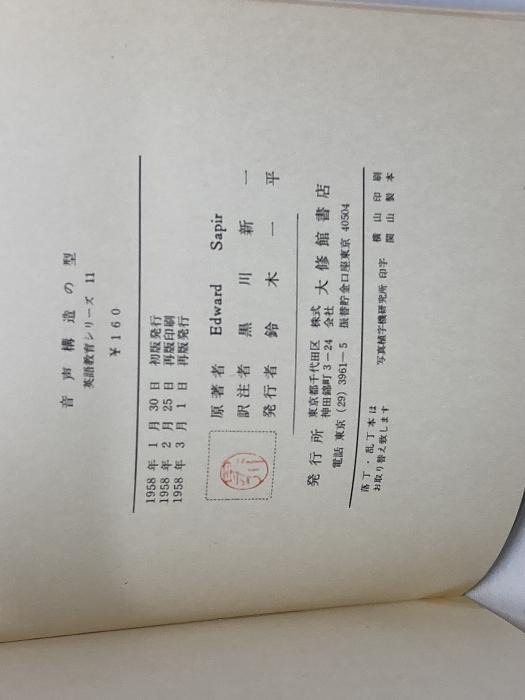 音声構造の型
英語教育シリーズ 11
￥160
1958年 1月 30日 初版発行
1958年 2月 25日 再版印刷
1958年 3月 1日 再版発行
原著者 Edward Sapir
訳注者 黒川新一
発行者 鈴木一平
発行所 東京都千代田区神田錦町3−24 株式会社 大修館書店
電話 東京 (29) 3961−5 振替貯金口座東京 40504
落丁・乱丁本は
お取り替え致します
写真植字機研究所 印字
横山印刷
関山製本